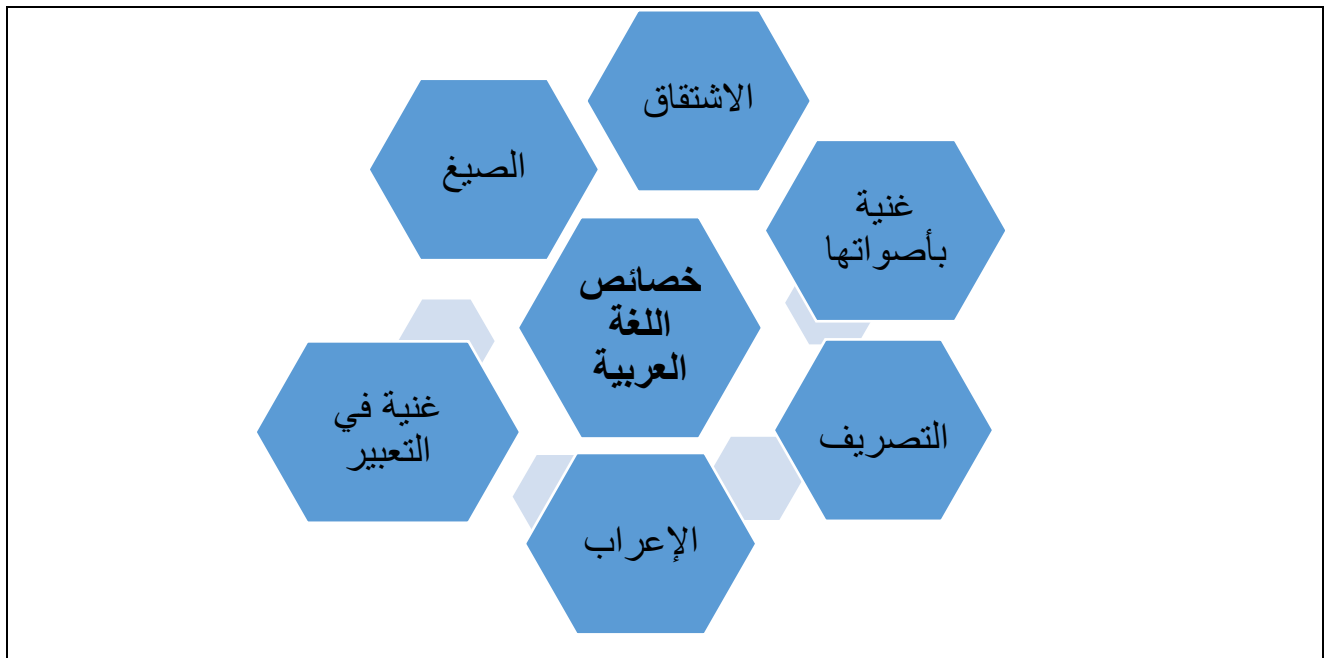 الاشتقاق
الصيغ
غنية
بأصواتها
خصائص
اللغة
العربية
غنية في
التعبير
التصريف
الإعراب